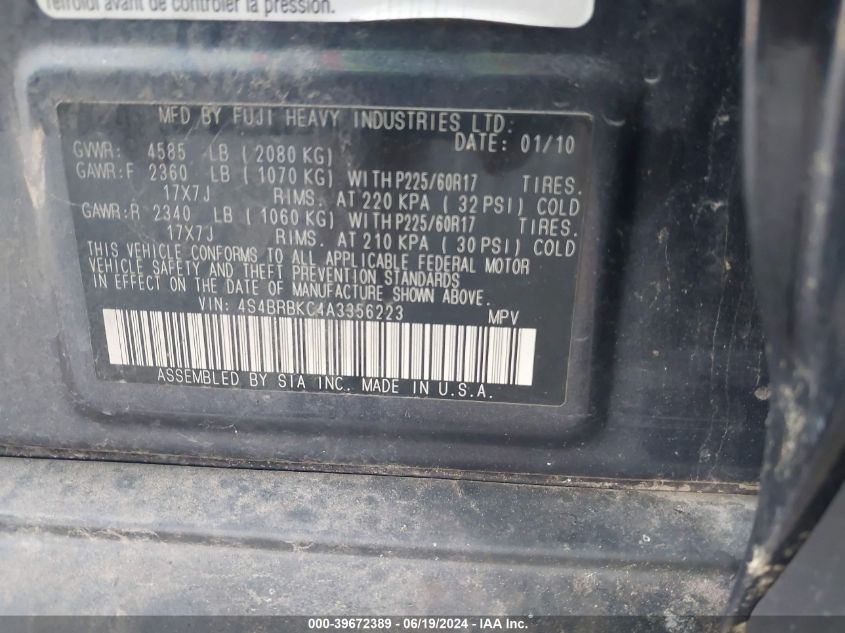 refroidi avant de contrôler la pression.
MFD BY FUJI HEAVY INDUSTRIES LTD.
DATE: 01/10
GVWR: 4585 LB (2080 KG)
GAWR:F 2360 LB (1070 KG) WITH P225/60R17 TIRES.
17X7J RIMS. AT 220 KPA (32 PSI) COLD
GAWR:R 2340 LB (1060 KG) WITH P225/60R17 TIRES.
17X7J RIMS. AT 210 KPA (30 PSI) COLD
THIS VEHICLE CONFORMS TO ALL APPLICABLE FEDERAL MOTOR
VEHICLE SAFETY AND THEFT PREVENTION STANDARDS
IN EFFECT ON THE DATE OF MANUFACTURE SHOWN ABOVE.
VIN: 4S4BRBKC4A3356223 MPV
ASSEMBLED BY SIA INC. MADE IN U.S.A.
000-39672389 - 06/19/2024 - IMAGE 9